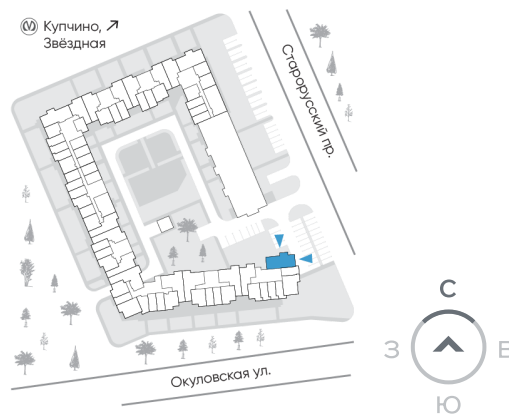 Купчино, ↗
Звёздная
Старорусский пр.
Окуловская ул.
С
З
В
Ю